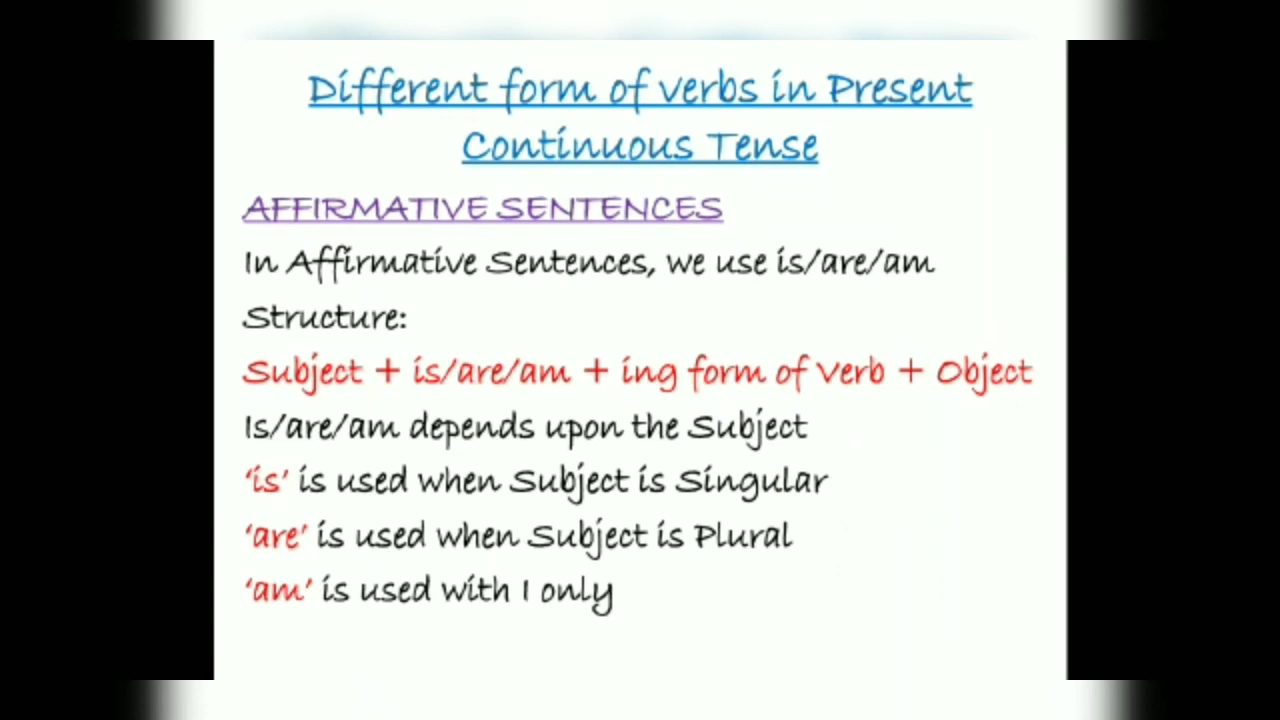 Different form of verbs in Present
Continuous Tense
AFFIRMATIVE SENTENCES
In Affirmative Sentences, we use is/are/am
Structure:
Subject + is/are/am + ing form of Verb + Object
Is/are/am depends upon the Subject
‘is’ is used when Subject is Singular
‘are’ is used when Subject is Plural
‘am’ is used with I only